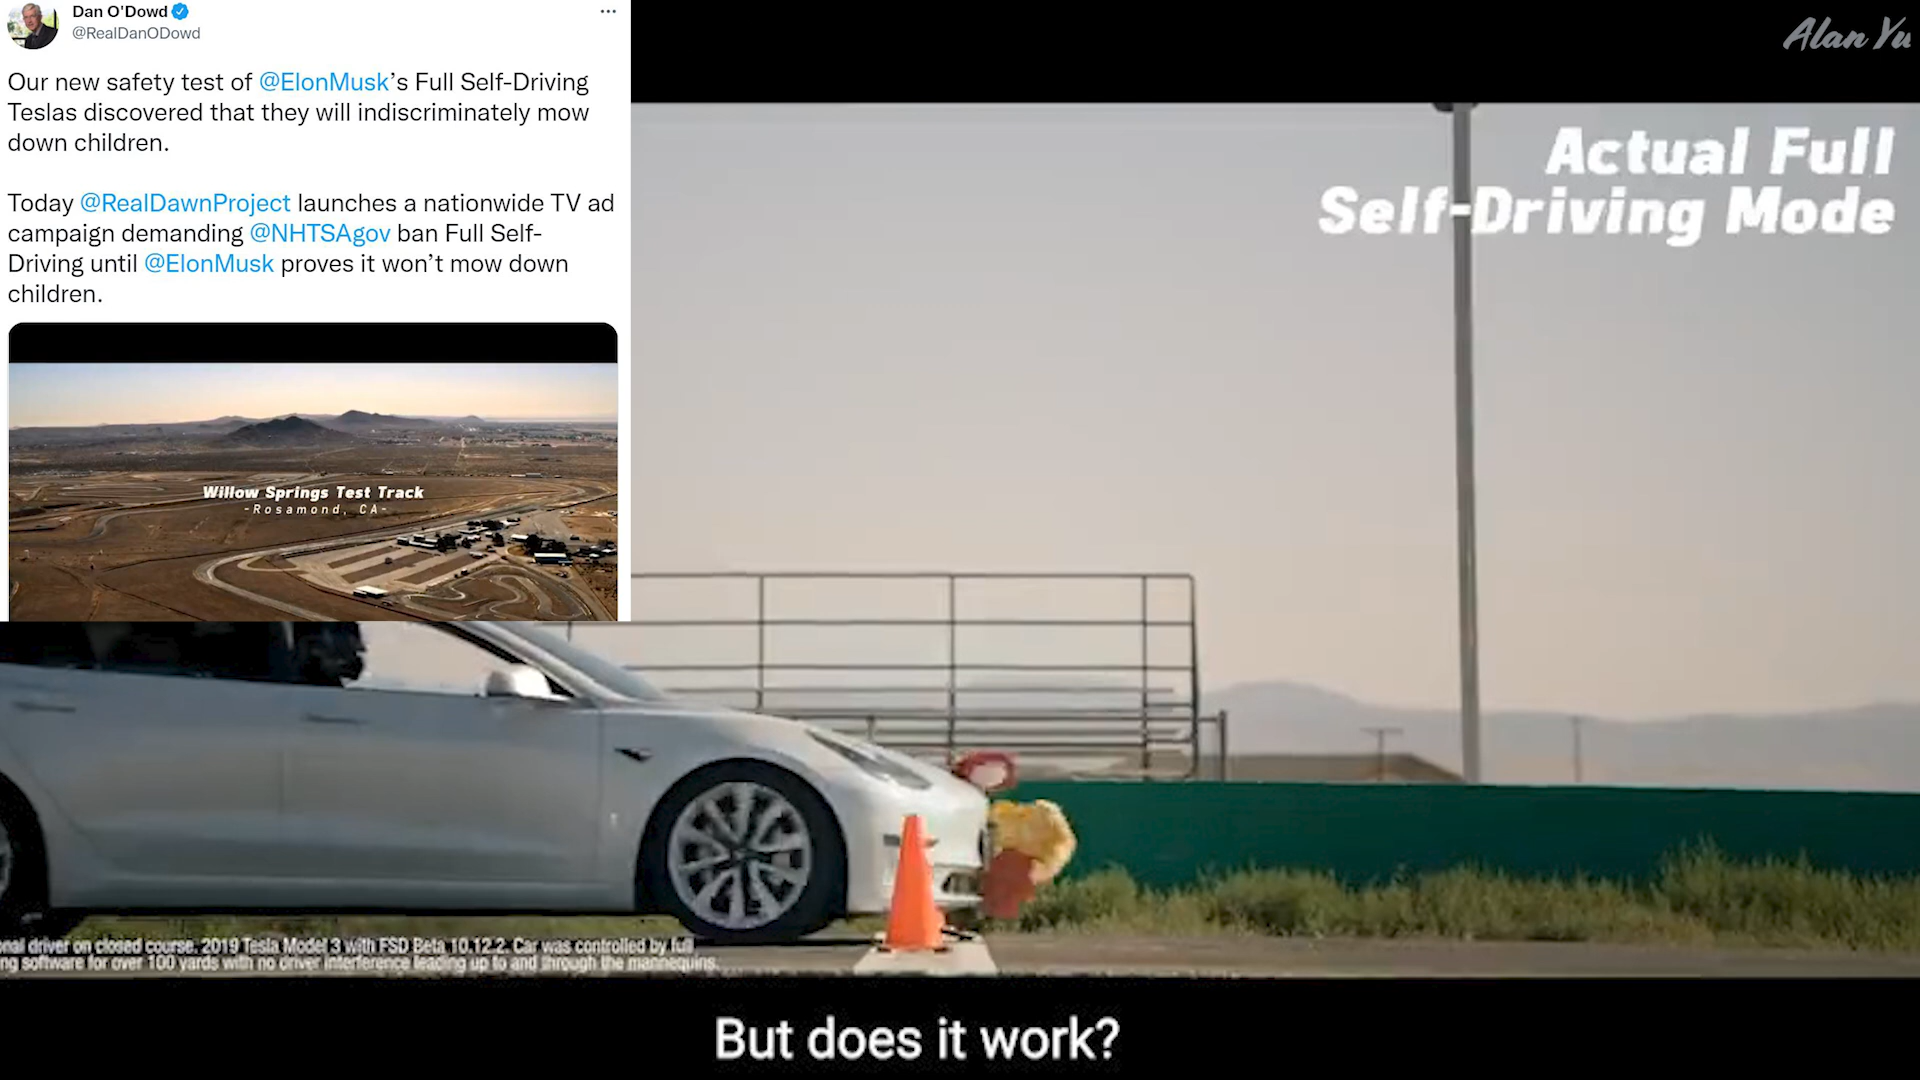 Dan O'Dowd
@RealDanODowd
Our new safety test of @ElonMusk’s Full Self-Driving
Teslas discovered that they will indiscriminately mow
down children.
Today @RealDawnProject launches a nationwide TV ad
campaign demanding @NHTSAgov ban Full Self-
Driving until @ElonMusk proves it won’t mow down
children.
Willow Springs Test Track
-Rosamond, CA-
Alan Yu
Actual Full
Self-Driving Mode
onal driver on closed course. 2019 Tesla Model 3 with FSD Beta 10.12.2. Car was controlled by full
ng software for over 100 yards with no driver interference leading up to and through the mannequins.
But does it work?